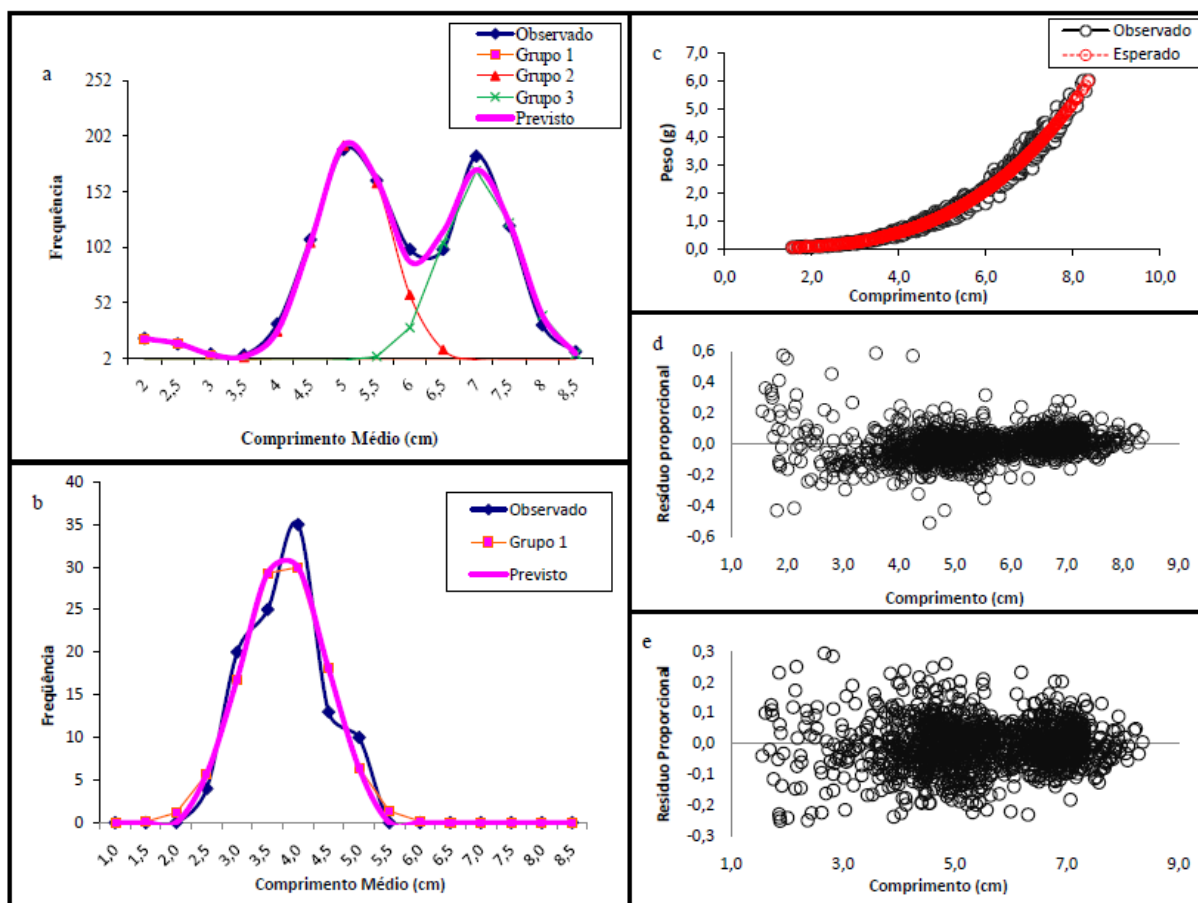 a
Observado
Grupo 1
Grupo 2
Grupo 3
Previsto
252
202
152
102
52
2
Frequência
2 2,5 3 3,5 4 4,5 5 5,5 6 6,5 7 7,5 8 8,5
Comprimento Médio (cm)
b
Observado
Grupo 1
Previsto
40
35
30
25
20
15
10
5
0
Freqüência
1,0 1,5 2,0 2,5 3,0 3,5 4,0 4,5 5,0 5,5 6,0 6,5 7,0 7,5 8,0 8,5
Comprimento Médio (cm)
c
Observado
Esperado
7,0
6,0
5,0
4,0
3,0
2,0
1,0
0,0
Peso (g)
0,0 2,0 4,0 6,0 8,0 10,0
Comprimento (cm)
d
0,6
0,4
0,2
0,0
-0,2
-0,4
-0,6
Resíduo proporcional
1,0 2,0 3,0 4,0 5,0 6,0 7,0 8,0 9,0
Comprimento (cm)
e
0,3
0,2
0,1
0,0
-0,1
-0,2
-0,3
Resíduo Proporcional
1,0 3,0 5,0 7,0 9,0
Comprimento (cm)